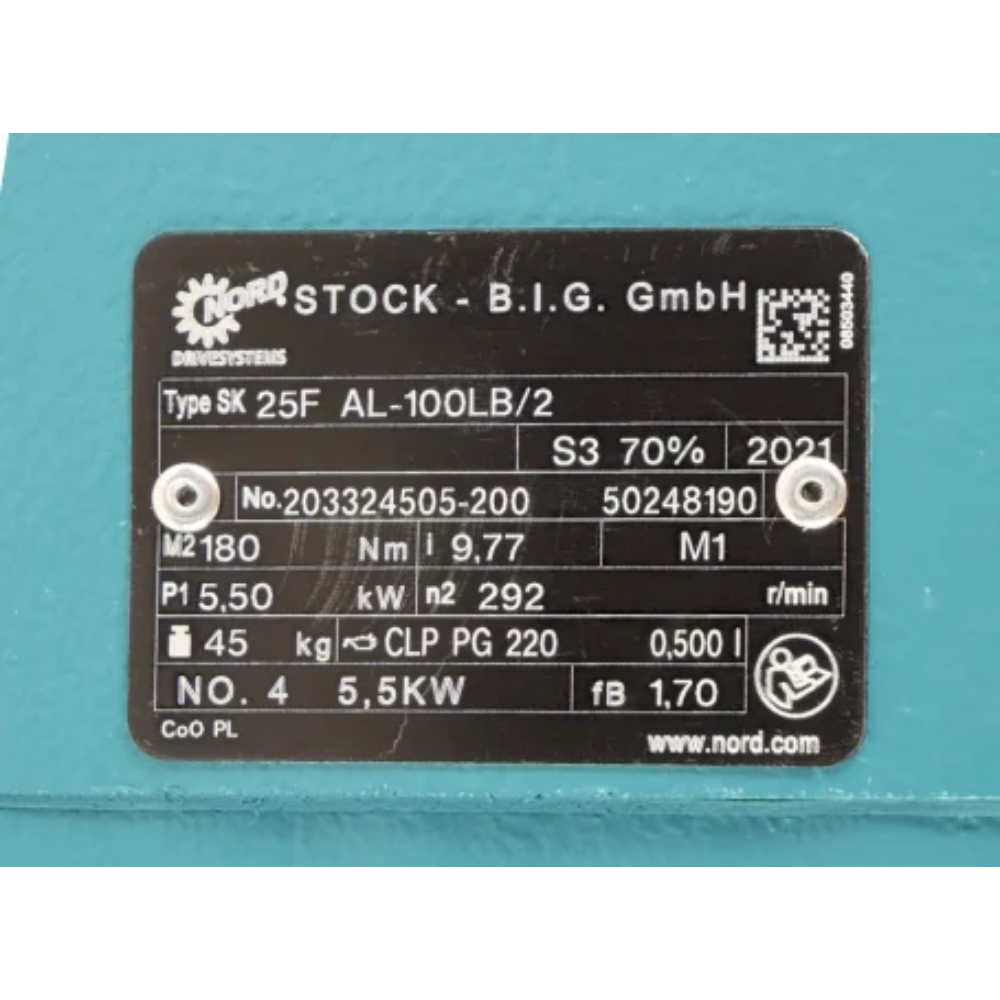 NORD STOCK - B.I.G. GmbH
DRIVESYSTEMS
08503440
Type SK 25F AL-100LB/2
S3 70% 2021
No. 203324505-200 50248190
M2 180 Nm i 9,77 M1
P1 5,50 kW n2 292 r/min
45 kg CLP PG 220 0,500 l
NO. 4 5,5KW fB 1,70
CoO PL
www.nord.com